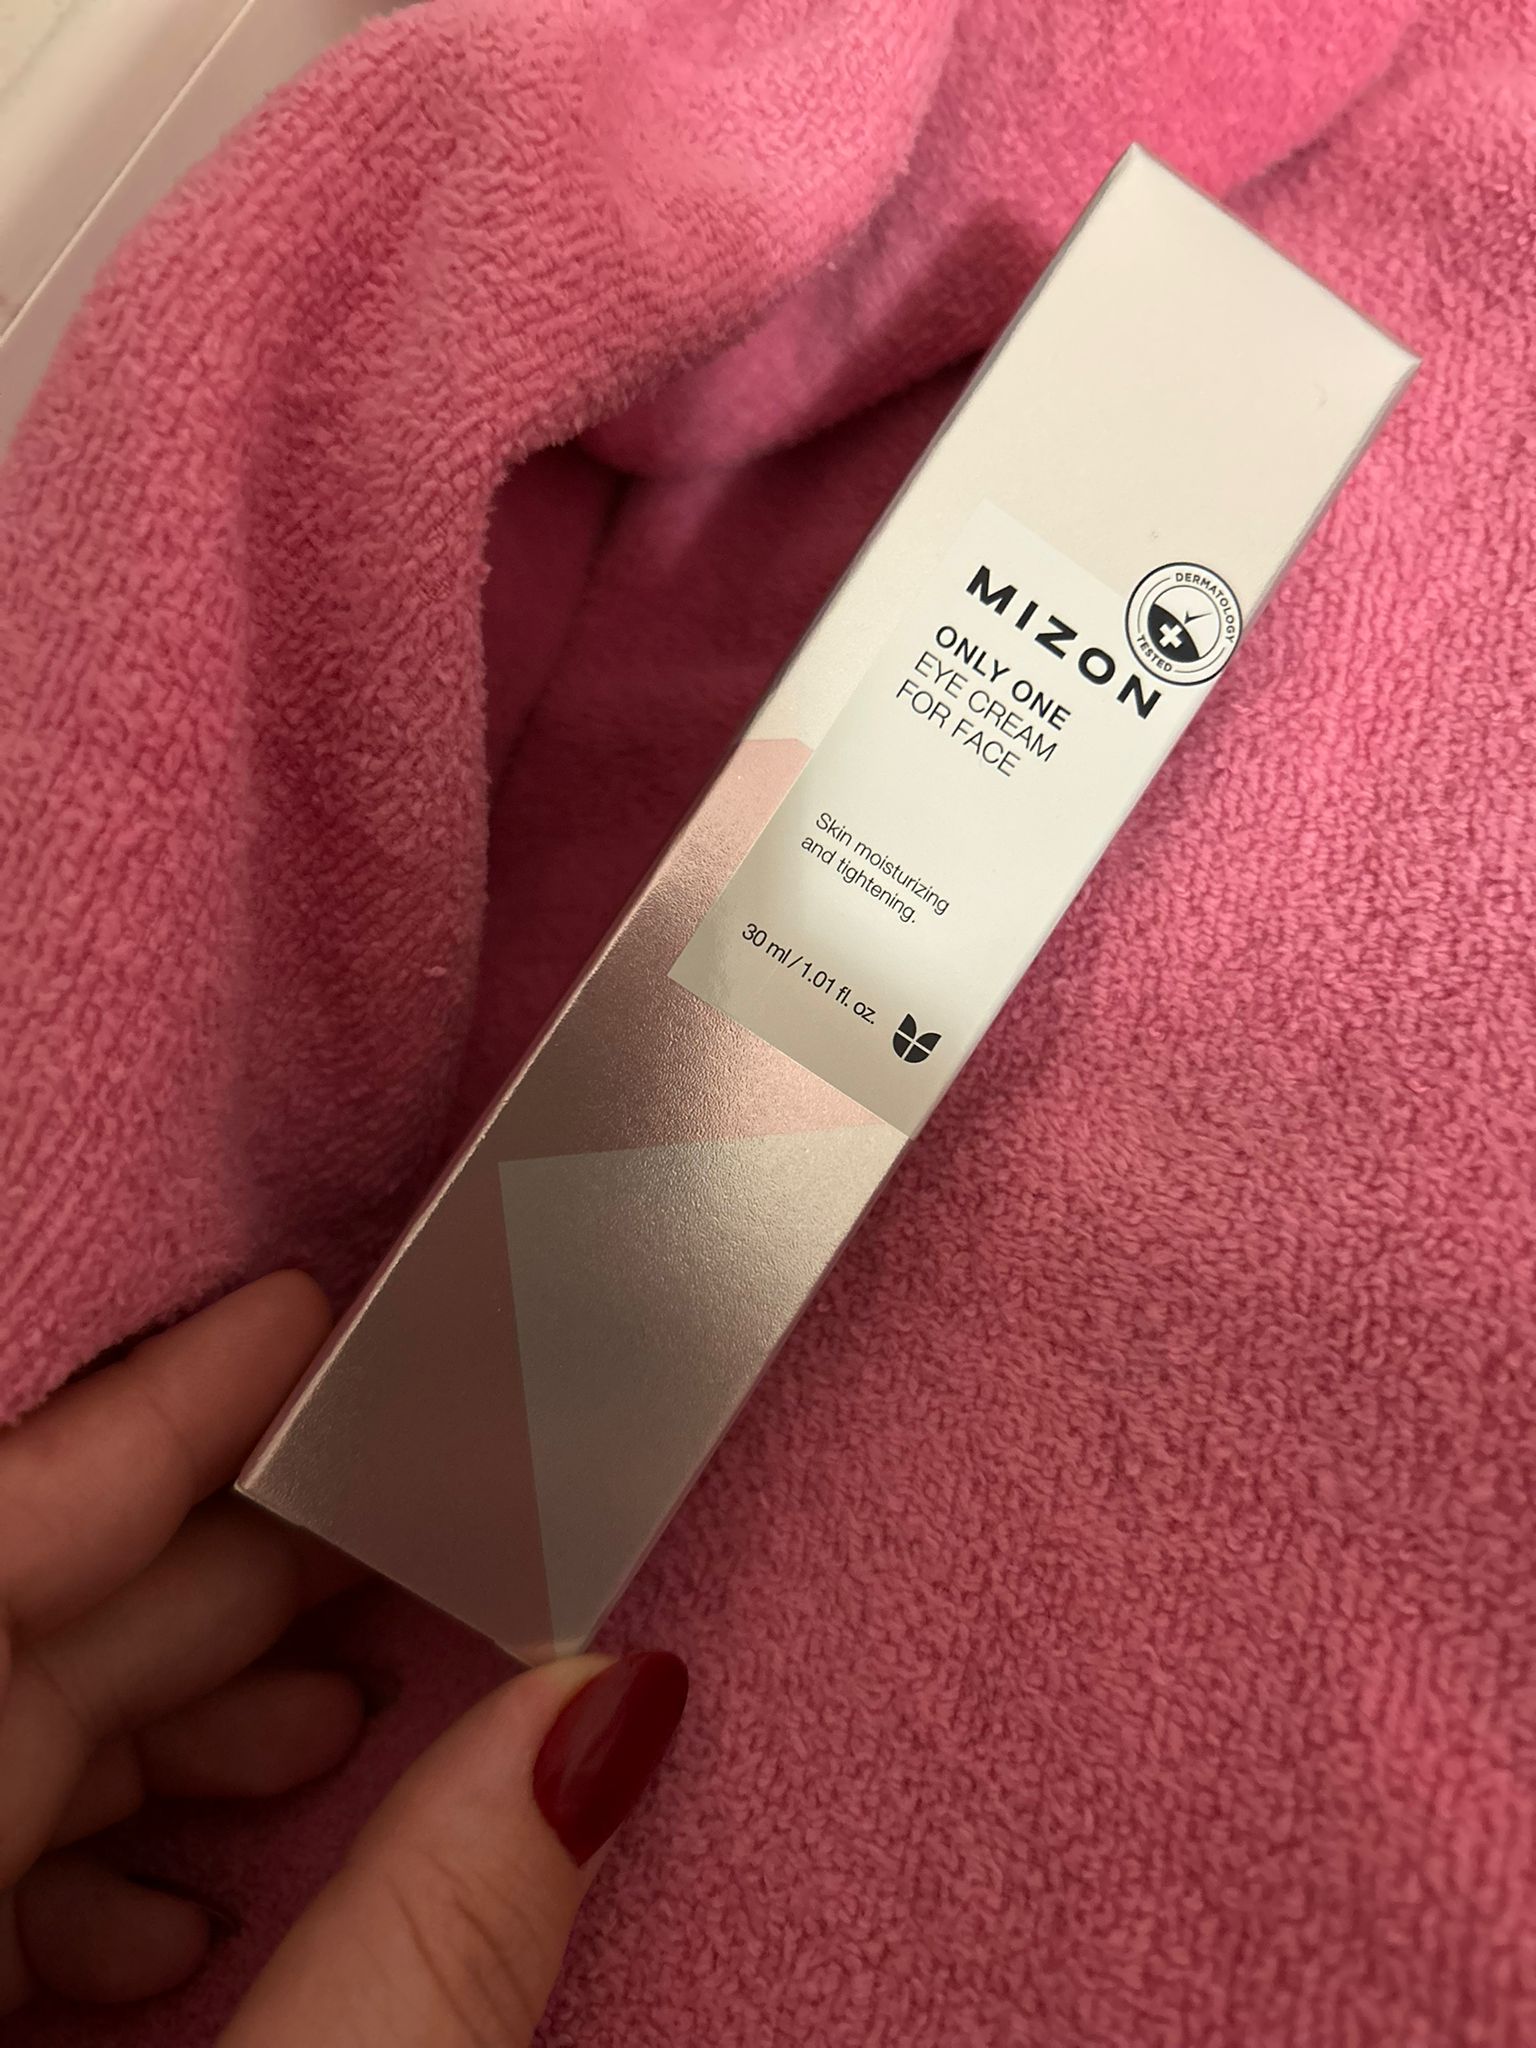 MIZON
DERMATOLOGY
TESTED
ONLY ONE
EYE CREAM
FOR FACE
Skin moisturizing
and tightening.
30 ml / 1.01 fl. oz.